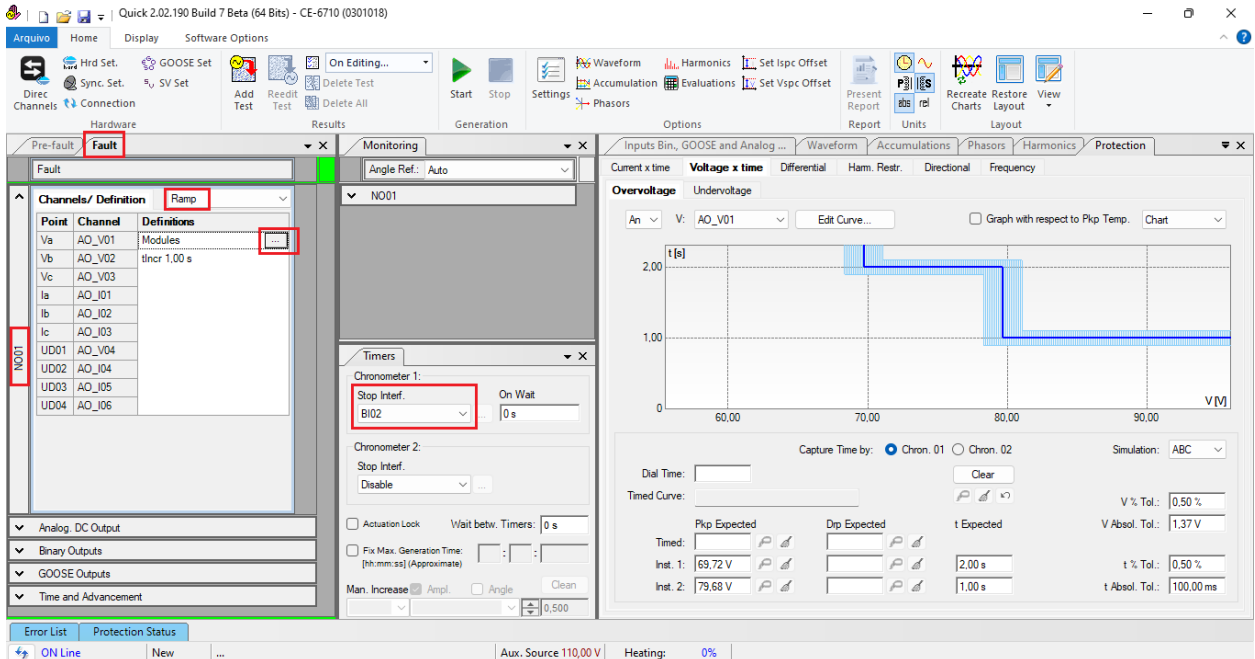 Quick 2.02.190 Build 7 Beta (64 Bits) - CE-6710 (0301018)
Arquivo Home Display Software Options
Hrd Set. GOOSE Set On Editing... Waveform Harmonics Set Ispc Offset
Sync. Set. SV Set Delete Test Accumulation Evaluations Set Vspc Offset
Connection Delete All Phasors
Direc Channels
Add Test
Reedit Test
Start Stop Settings
Present Report
abs rel
Recreate Charts
Restore Layout
View
Hardware Results Generation Options Report Units Layout
Pre-fault Fault
Fault
Channels/ Definition Ramp
Point Channel Definitions
Va AO_V01 Modules ...
Vb AO_V02 tIncr 1,00 s
Vc AO_V03
Ia AO_I01
Ib AO_I02
Ic AO_I03
UD01 AO_V04
UD02 AO_I04
UD03 AO_I05
UD04 AO_I06
NO01
Analog. DC Output
Binary Outputs
GOOSE Outputs
Time and Advancement
Monitoring
Angle Ref.: Auto
NO01
Timers
Chronometer 1:
Stop Interf. On Wait
BI02 ... 0 s
Chronometer 2:
Stop Interf.
Disable ...
Actuation Lock Wait betw. Timers: 0 s
Fix Max. Generation Time: : :
[hh:mm:ss] (Approximate)
Man. Increase Ampl. Angle Clean
0,500
Inputs Bin., GOOSE and Analog ... Waveform Accumulations Phasors Harmonics Protection
Current x time Voltage x time Differential Harm. Restr. Directional Frequency
Overvoltage Undervoltage
An V: AO_V01 Edit Curve... Graph with respect to Pkp Temp. Chart
t [s]
2,00
1,00
0
60,00 70,00 80,00 90,00
V [V]
Capture Time by: Chron. 01 Chron. 02 Simulation: ABC
Dial Time: Clear
Timed Curve: V % Tol.: 0,50 %
Pkp Expected Drp Expected t Expected V Absol. Tol.: 1,37 V
Timed:
Inst. 1: 69,72 V 2,00 s t % Tol.: 0,50 %
Inst. 2: 79,68 V 1,00 s t Absol. Tol.: 100,00 ms
Error List Protection Status
ON Line New ... Aux. Source 110,00 V Heating: 0%